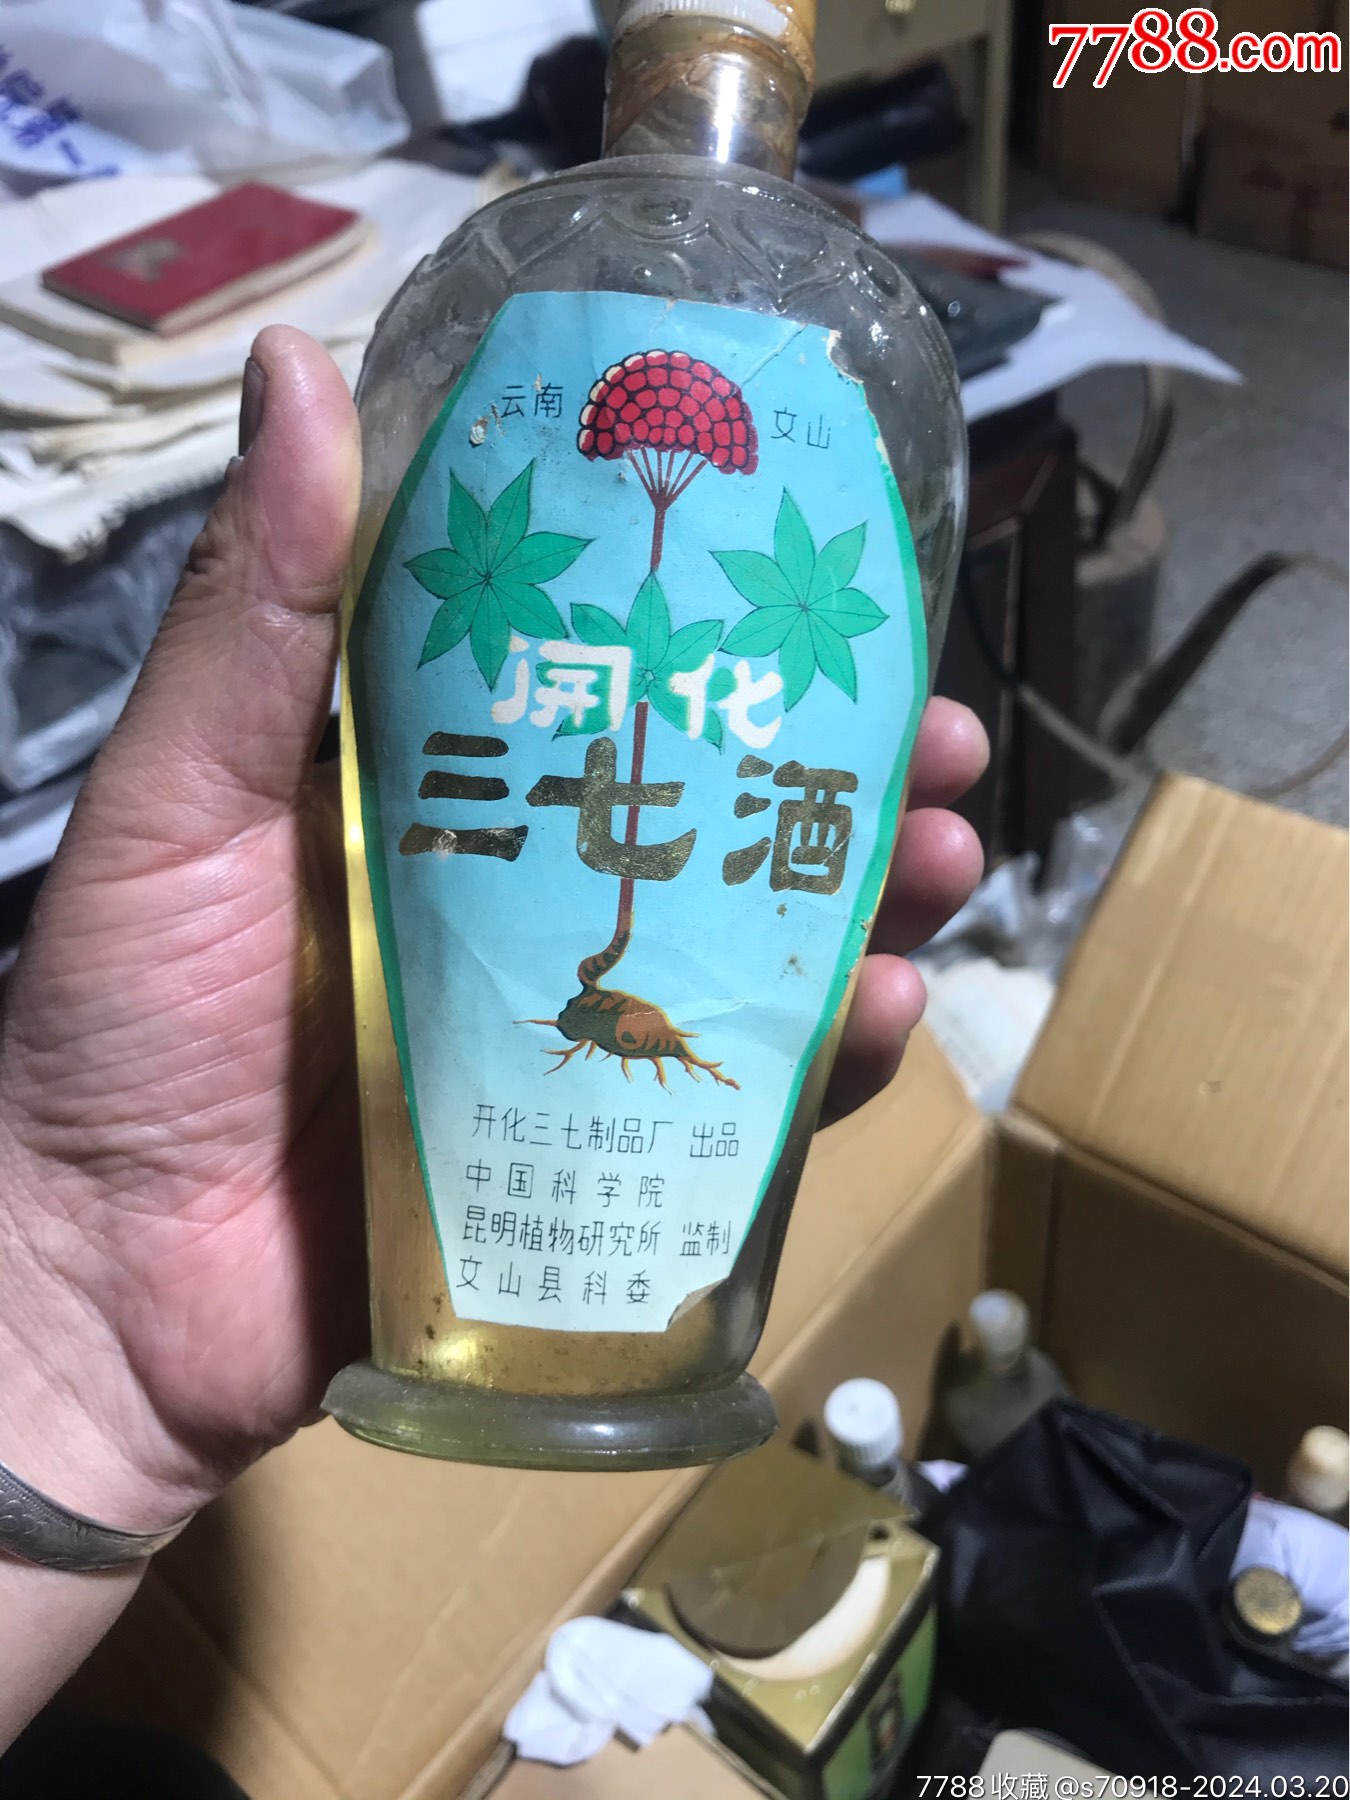 7788.com
云南 文山
開化
三七酒
开化三七制品厂 出品
中国科学院
昆明植物研究所 监制
文山县科委
7788收藏@s70918-2024.03.20